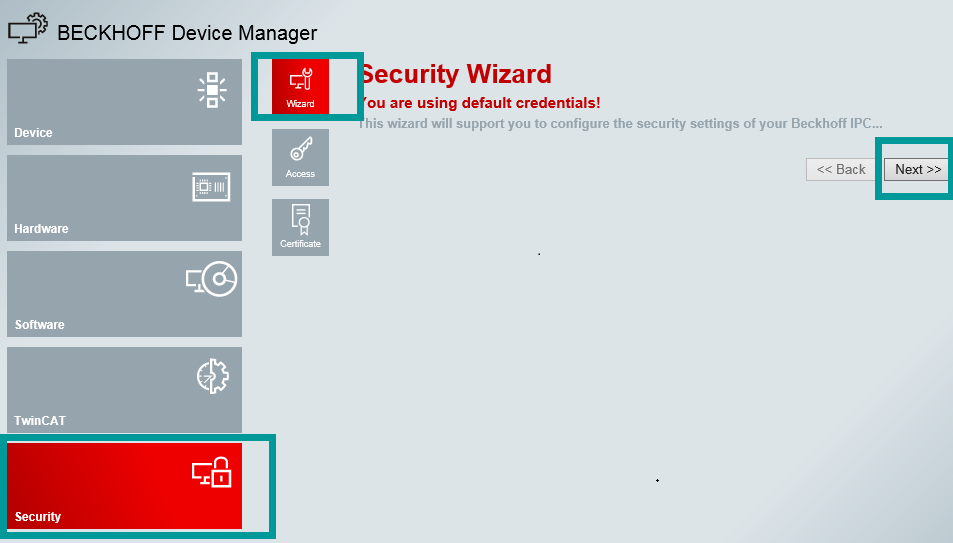 BECKHOFF Device Manager
Device
Hardware
Software
TwinCAT
Security
Wizard
Access
Certificate
Security Wizard
You are using default credentials!
This wizard will support you to configure the security settings of your Beckhoff IPC...
<< Back
Next >>